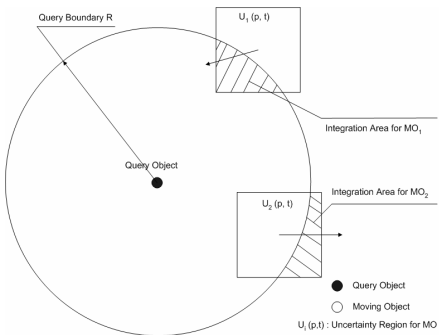 Query Boundary R
U1 (p, t)
Integration Area for MO1
Query Object
Integration Area for MO2
U2 (p, t)
Query Object
Moving Object
Ui (p,t) : Uncertainty Region for MO